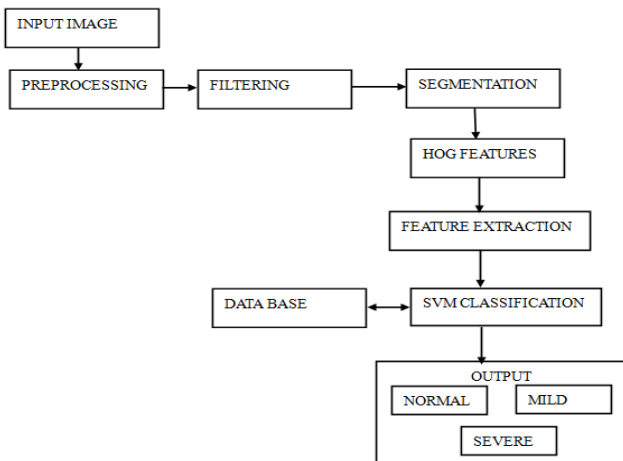 INPUT IMAGE
PREPROCESSING
FILTERING
SEGMENTATION
HOG FEATURES
FEATURE EXTRACTION
DATA BASE
SVM CLASSIFICATION
OUTPUT
NORMAL
MILD
SEVERE